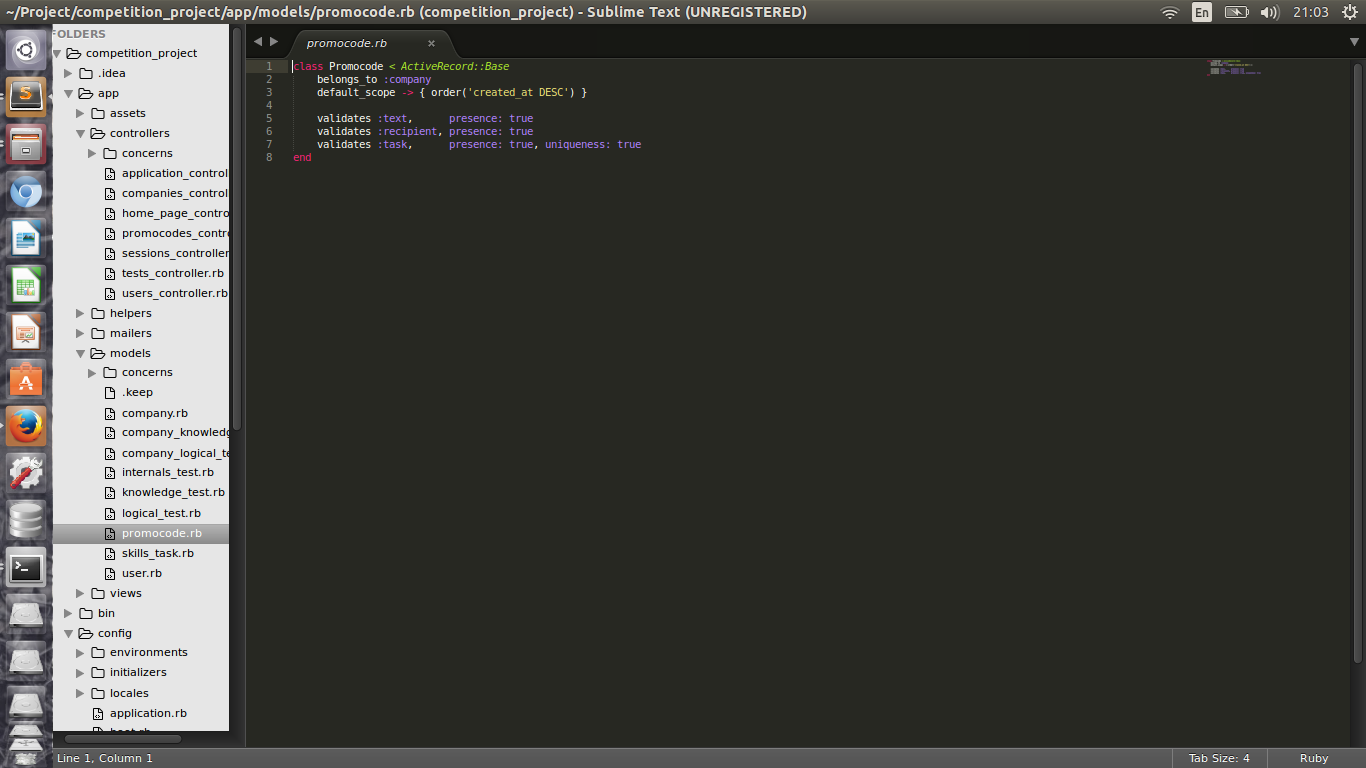 ~/Project/competition_project/app/models/promocode.rb (competition_project) - Sublime Text (UNREGISTERED)
En
21:03
FOLDERS
competition_project
.idea
app
assets
controllers
concerns
application_control
companies_control
home_page_contro
promocodes_contr
sessions_controller
tests_controller.rb
users_controller.rb
helpers
mailers
models
concerns
.keep
company.rb
company_knowledg
company_logical_te
internals_test.rb
knowledge_test.rb
logical_test.rb
promocode.rb
skills_task.rb
user.rb
views
bin
config
environments
initializers
locales
application.rb
promocode.rb ×
1 class Promocode < ActiveRecord::Base
2     belongs_to :company
3     default_scope -> { order('created_at DESC') }
4
5     validates :text,      presence: true
6     validates :recipient, presence: true
7     validates :task,      presence: true, uniqueness: true
8 end
Line 1, Column 1
Tab Size: 4
Ruby